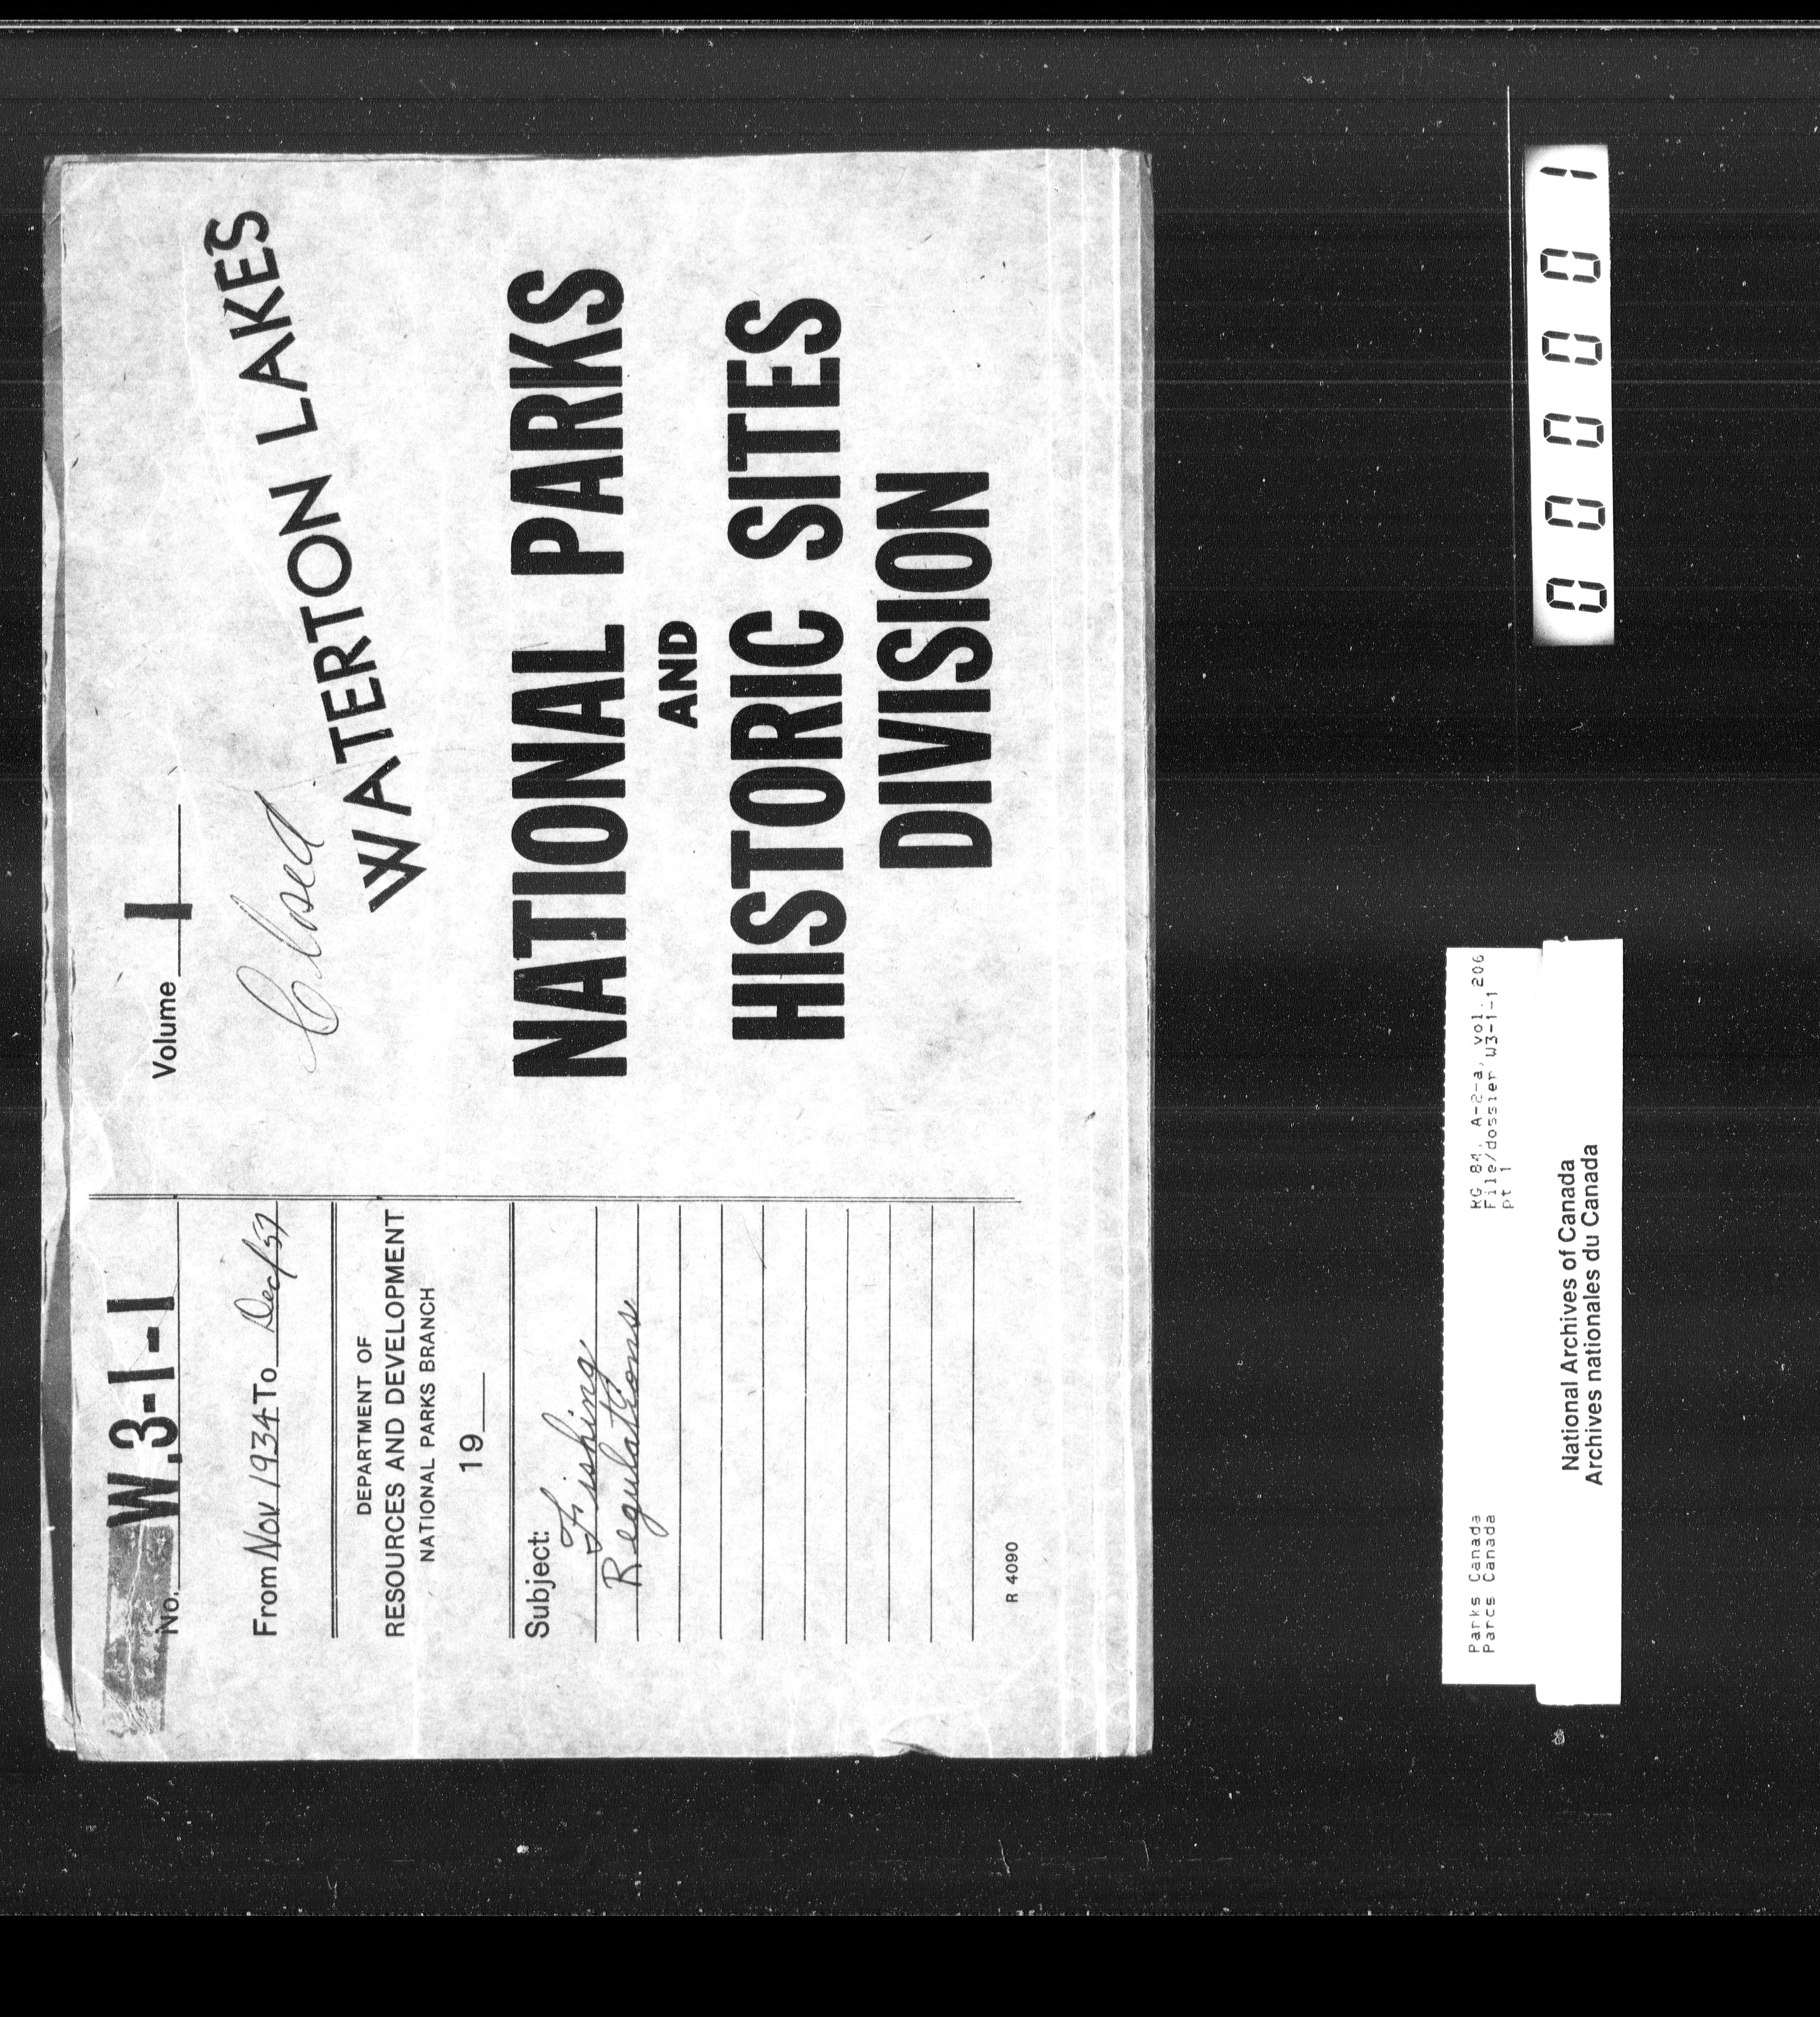 No. W.3-1-1
From Nov 1934 To Dec/57
DEPARTMENT OF
RESOURCES AND DEVELOPMENT
NATIONAL PARKS BRANCH
19
Subject:
Fishing
Regulations
R 4090
Volume 1
Closed
WATERTON LAKES
NATIONAL PARKS
AND
HISTORIC SITES
DIVISION
Parks Canada
Parcs Canada
RG 84, A-2-a, vol. 206
File/dossier W3-1-1
pt 1
National Archives of Canada
Archives nationales du Canada
000001